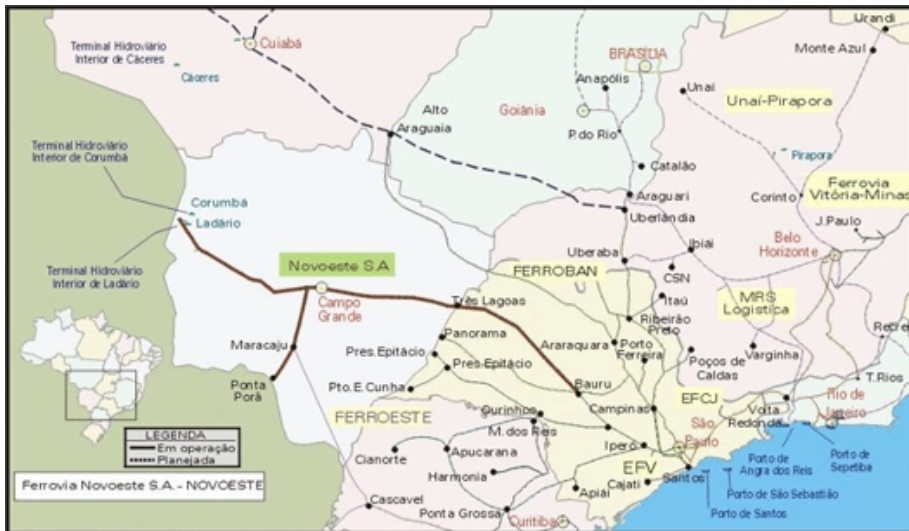 Urandi
Terminal Hidroviário
Interior de Cáceres
Cuiabá
Monte Azul
BRASÍLIA
Cáceres
Anapólis
Unaí
Unaí-Pirapora
Alto
Araguaia
Goiânia
P.do Rio
Terminal Hidroviário
Interior de Corumbá
Pirapora
Catalão
Ferrovia
Vitória-Minas
Araguari
Corinto
Corumbá
Ladário
Uberlândia
J.Paulo
Belo
Horizonte
Ibiái
Uberaba
Terminal Hidroviário
Interior de Ladário
Novoeste S.A
FERROBAN
CSN
Campo
Grande
Três Lagoas
Itaú
MRS
Logística
Ribeirão
Preto
Panorama
Maracaju
Araraquara
Porto
Ferreira
Recrei
Pres.Epitácio
Varginha
Poços de
Caldas
Pres.Epitácio
Ponta
Porã
Pto.E.Cunha
Bauru
T.Rios
EFCJ
Rio de
Janeiro
FERROESTE
Ourinhos
Campinas
Volta
Redonda
São
Paulo
M.dos Reis
LEGENDA
Em operação
Planejada
Cianorte
Apucarana
Iperó
Porto de
Angra dos Reis
Porto de
Sepetiba
EFV
Harmonia
Cajati
Santos
Ferrovia Novoeste S.A.- NOVOESTE
Apiái
Porto de São Sebastião
Cascavel
Ponta Grossa
Porto de Santos
Curitiba